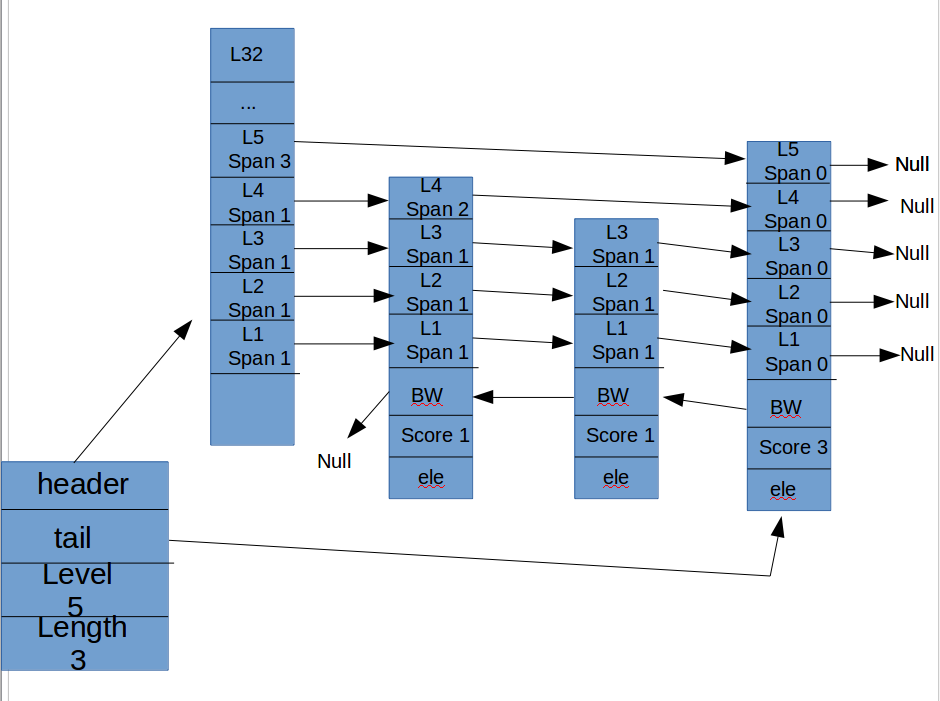 L32
...
L5
Span 3
L4
Span 1
L3
Span 1
L2
Span 1
L1
Span 1
L4
Span 2
L3
Span 1
L2
Span 1
L1
Span 1
BW
Score 1
ele
Null
L3
Span 1
L2
Span 1
L1
Span 1
BW
Score 1
ele
L5
Span 0
L4
Span 0
L3
Span 0
L2
Span 0
L1
Span 0
BW
Score 3
ele
Null
Null
Null
Null
Null
header
tail
Level
5
Length
3